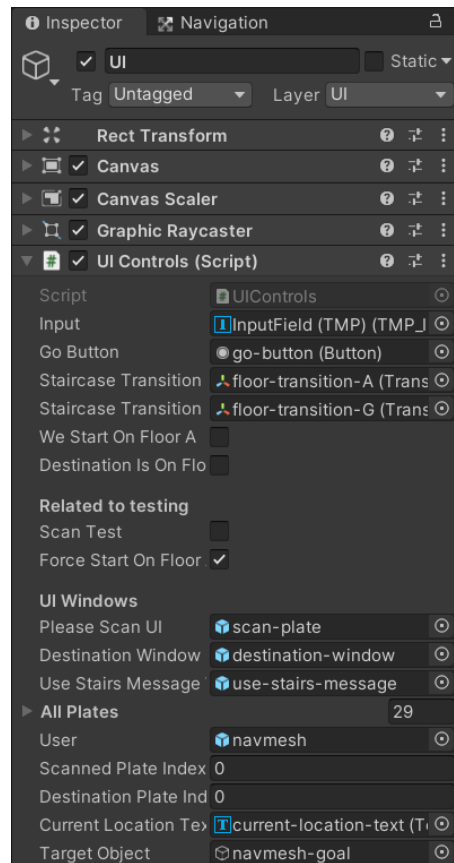 Inspector Navigation
UI Static
Tag Untagged Layer UI
Rect Transform
Canvas
Canvas Scaler
Graphic Raycaster
# UI Controls (Script)
Script # UIControls
Input InputField (TMP) (TMP_I
Go Button go-button (Button)
Staircase Transition floor-transition-A (Trans
Staircase Transition floor-transition-G (Trans
We Start On Floor A
Destination Is On Flo
Related to testing
Scan Test
Force Start On Floor
UI Windows
Please Scan UI scan-plate
Destination Window destination-window
Use Stairs Message use-stairs-message
All Plates 29
User navmesh
Scanned Plate Index 0
Destination Plate Ind 0
Current Location Tex current-location-text (Te
Target Object navmesh-goal